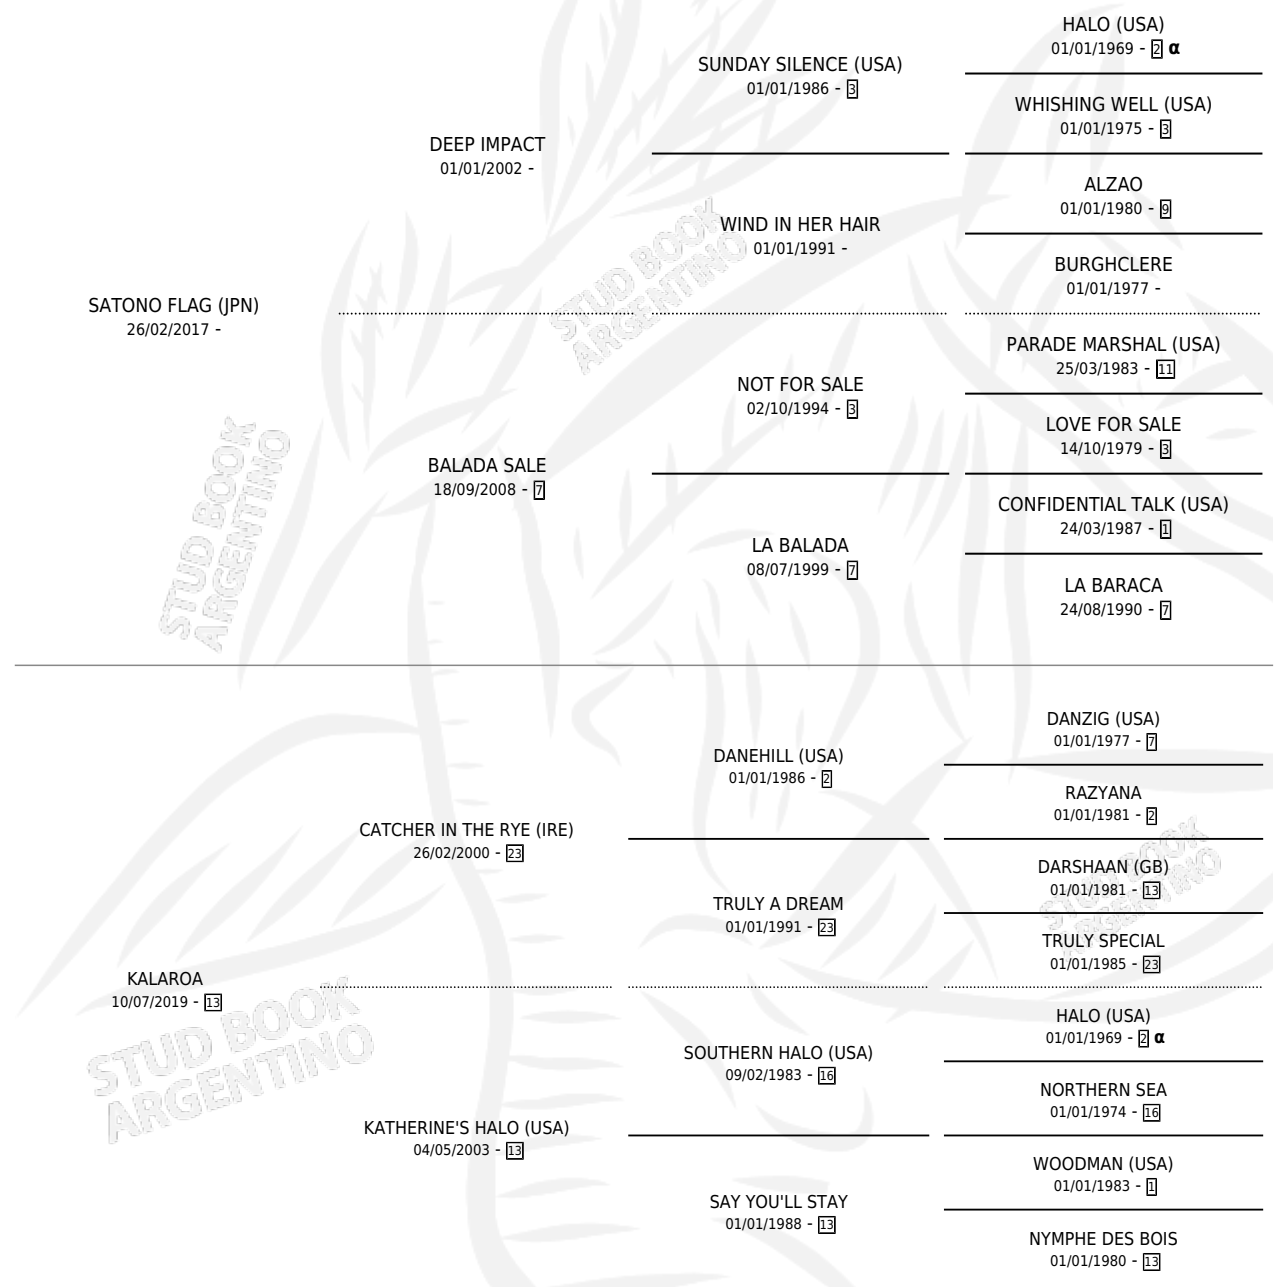 HALO (USA)
01/01/1969 - 2 α
SUNDAY SILENCE (USA)
01/01/1986 - 3
WHISHING WELL (USA)
01/01/1975 - 3
DEEP IMPACT
01/01/2002 -
ALZAO
01/01/1980 - 9
WIND IN HER HAIR
01/01/1991 -
BURGHCLERE
01/01/1977 -
SATONO FLAG (JPN)
26/02/2017 -
STUD BOOK
ARGENTINO
PARADE MARSHAL (USA)
25/03/1983 - 11
NOT FOR SALE
02/10/1994 - 3
LOVE FOR SALE
14/10/1979 - 3
BALADA SALE
18/09/2008 - 7
CONFIDENTIAL TALK (USA)
24/03/1987 - 1
LA BALADA
08/07/1999 - 7
LA BARACA
24/08/1990 - 7
STUD BOOK
ARGENTINO
DANZIG (USA)
01/01/1977 - 7
DANEHILL (USA)
01/01/1986 - 2
RAZYANA
01/01/1981 - 2
CATCHER IN THE RYE (IRE)
26/02/2000 - 23
DARSHAAN (GB)
01/01/1981 - 13
TRULY A DREAM
01/01/1991 - 23
TRULY SPECIAL
01/01/1985 - 23
STUD BOOK
ARGENTINO
KALAROA
10/07/2019 - 13
HALO (USA)
01/01/1969 - 2 α
SOUTHERN HALO (USA)
09/02/1983 - 16
NORTHERN SEA
01/01/1974 - 16
STUD BOOK
ARGENTINO
KATHERINE'S HALO (USA)
04/05/2003 - 13
WOODMAN (USA)
01/01/1983 - 1
SAY YOU'LL STAY
01/01/1988 - 13
NYMPHE DES BOIS
01/01/1980 - 13